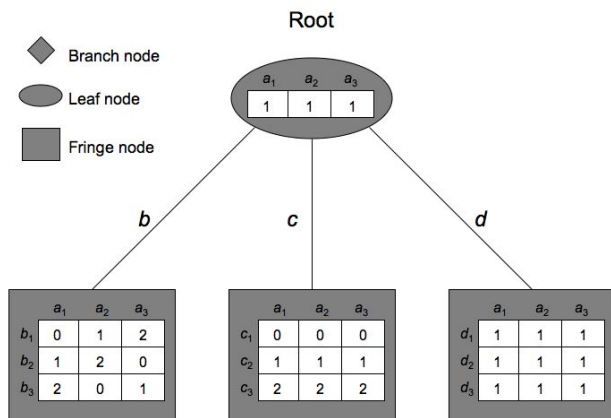 Root
Branch node
Leaf node
Fringe node
a1 a2 a3
1 1 1
b c d
a1 a2 a3
b1 0 1 2
b2 1 2 0
b3 2 0 1
a1 a2 a3
c1 0 0 0
c2 1 1 1
c3 2 2 2
a1 a2 a3
d1 1 1 1
d2 1 1 1
d3 1 1 1